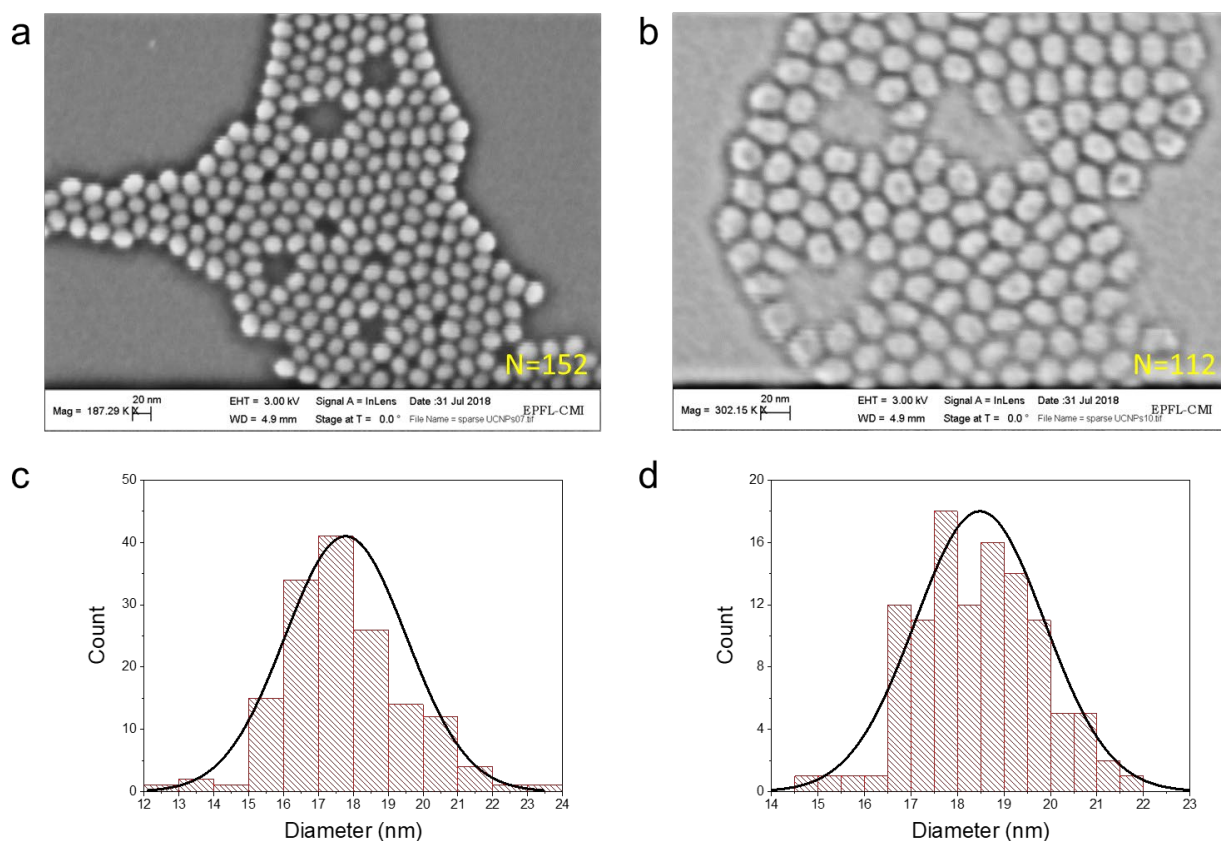 a
b
N=152
N=112
20 nm
Mag = 187.29 K X
EHT = 3.00 kV
Signal A = InLens
Date :31 Jul 2018
EPFL-CMI
WD = 4.9 mm
Stage at T = 0.0 °
File Name = sparse UCNPs07.tif
20 nm
Mag = 302.15 K X
EHT = 3.00 kV
Signal A = InLens
Date :31 Jul 2018
EPFL-CMI
WD = 4.9 mm
Stage at T = 0.0 °
File Name = sparse UCNPs10.tif
c
50
40
30
20
10
0
Count
12 13 14 15 16 17 18 19 20 21 22 23 24
Diameter (nm)
d
20
16
12
8
4
0
Count
14 15 16 17 18 19 20 21 22 23
Diameter (nm)